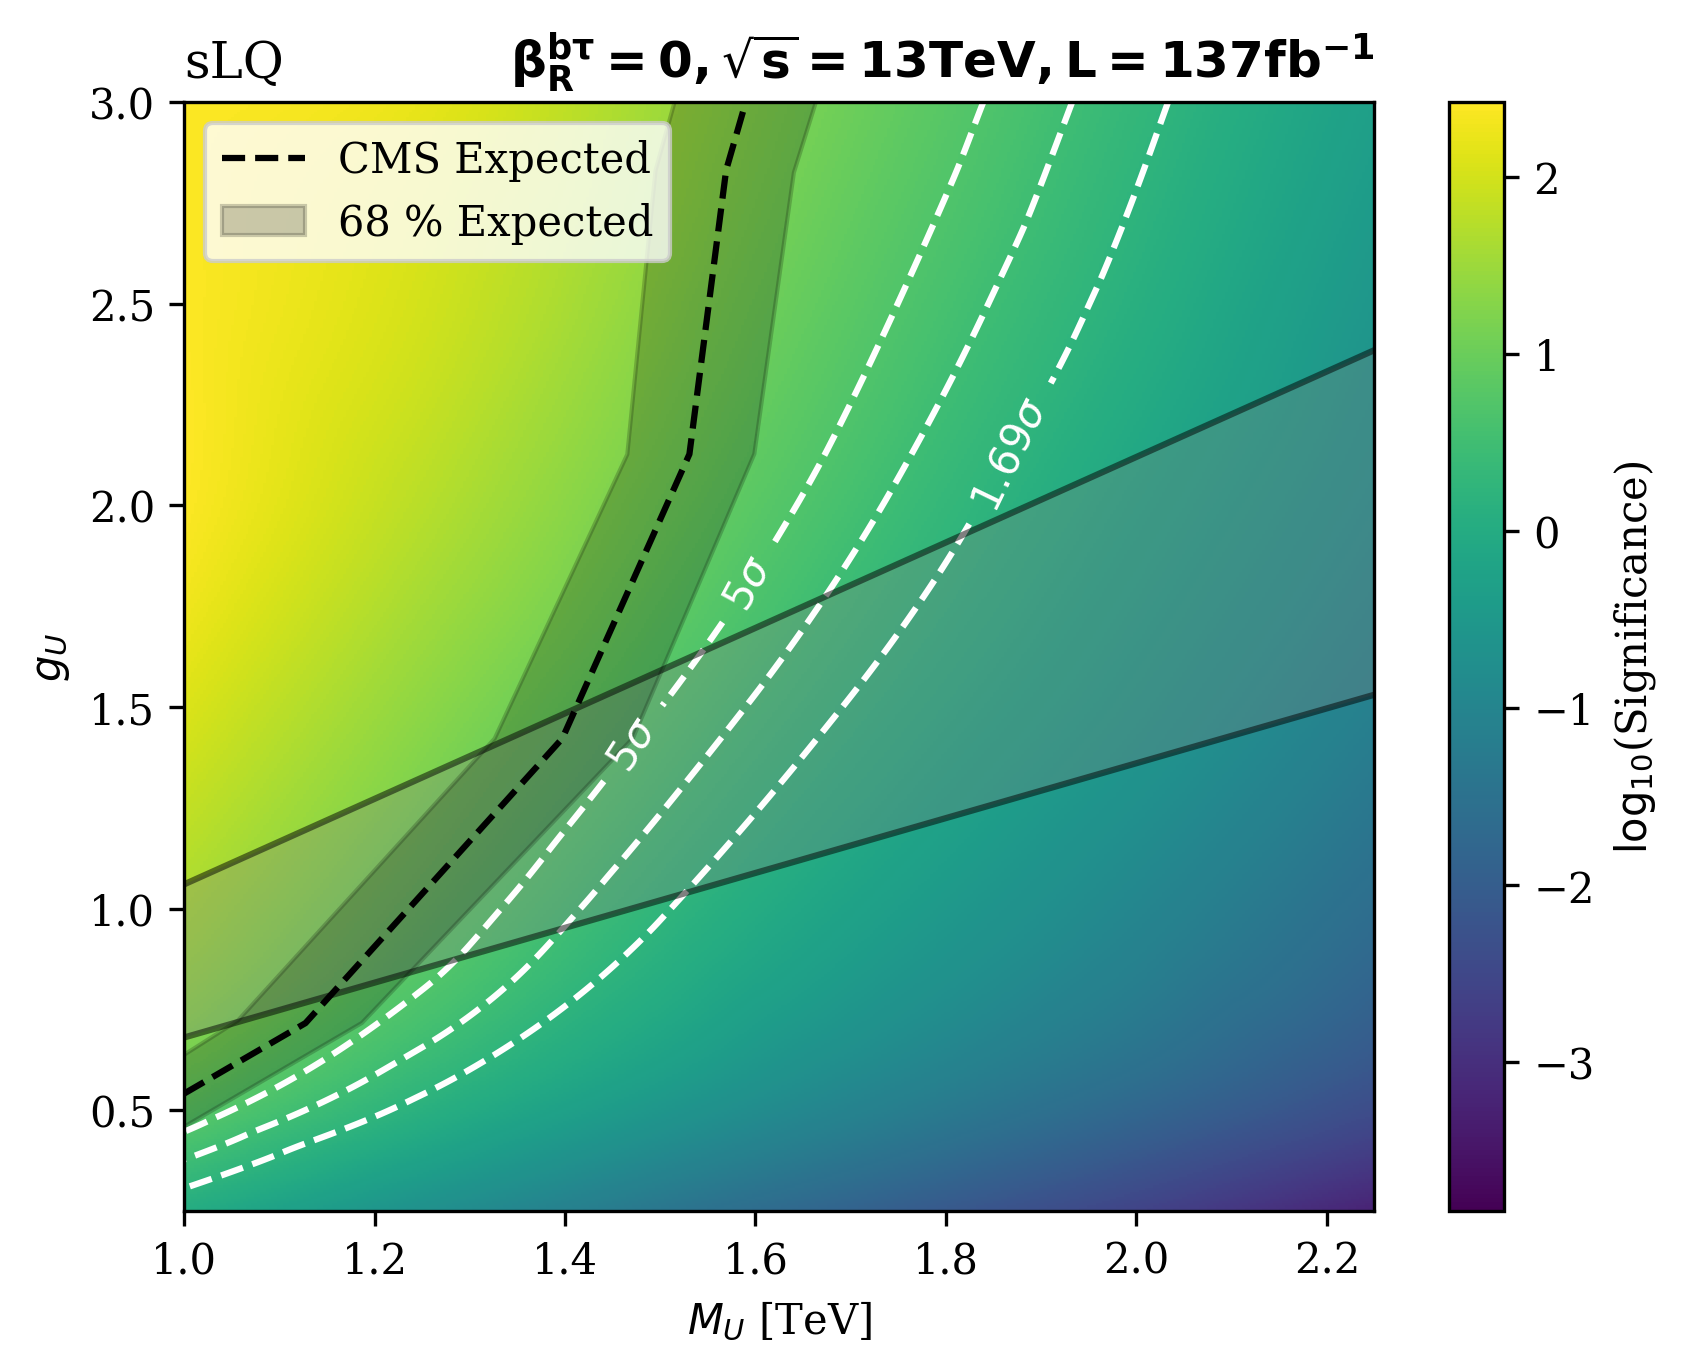 sLQ
β_R^{bτ} = 0, √s = 13TeV, L = 137fb⁻¹
CMS Expected
68 % Expected
3.0
2.5
2.0
1.5
1.0
0.5
g_U
5σ
5σ
1.69σ
1.0
1.2
1.4
1.6
1.8
2.0
2.2
M_U [TeV]
2
1
0
−1
−2
−3
log₁₀(Significance)